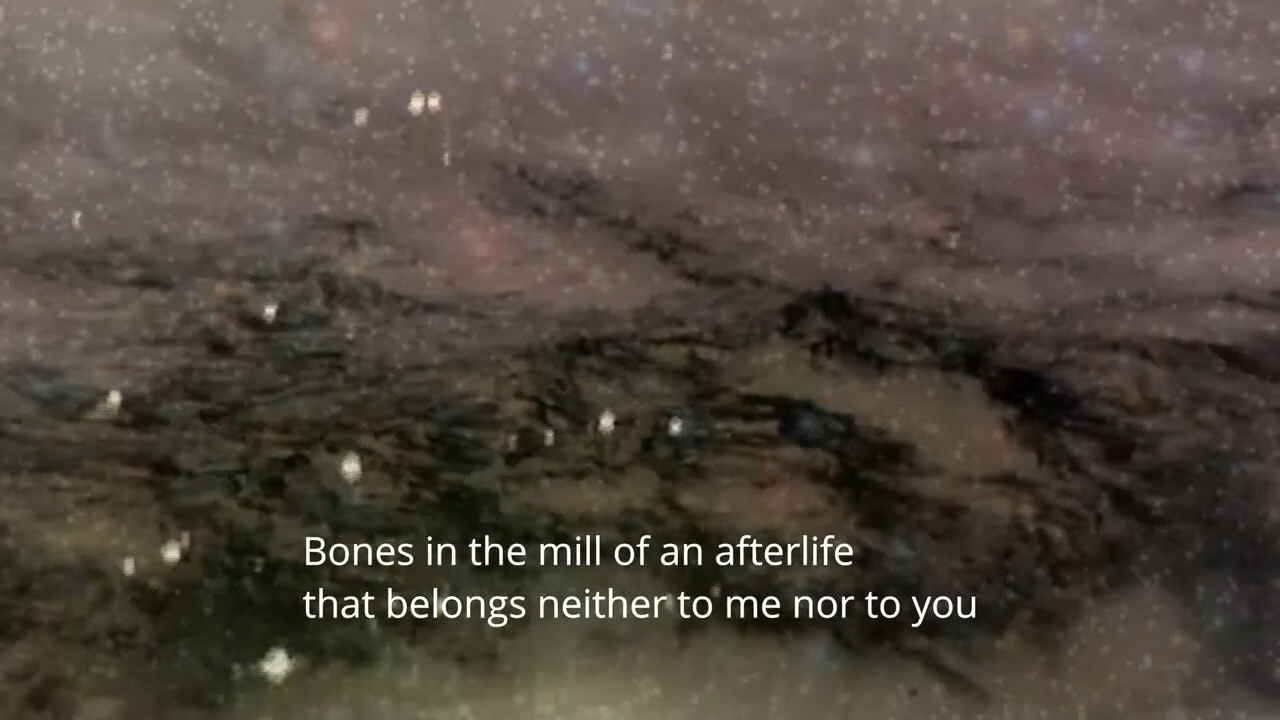 Bones in the mill of an afterlife
that belongs neither to me nor to you